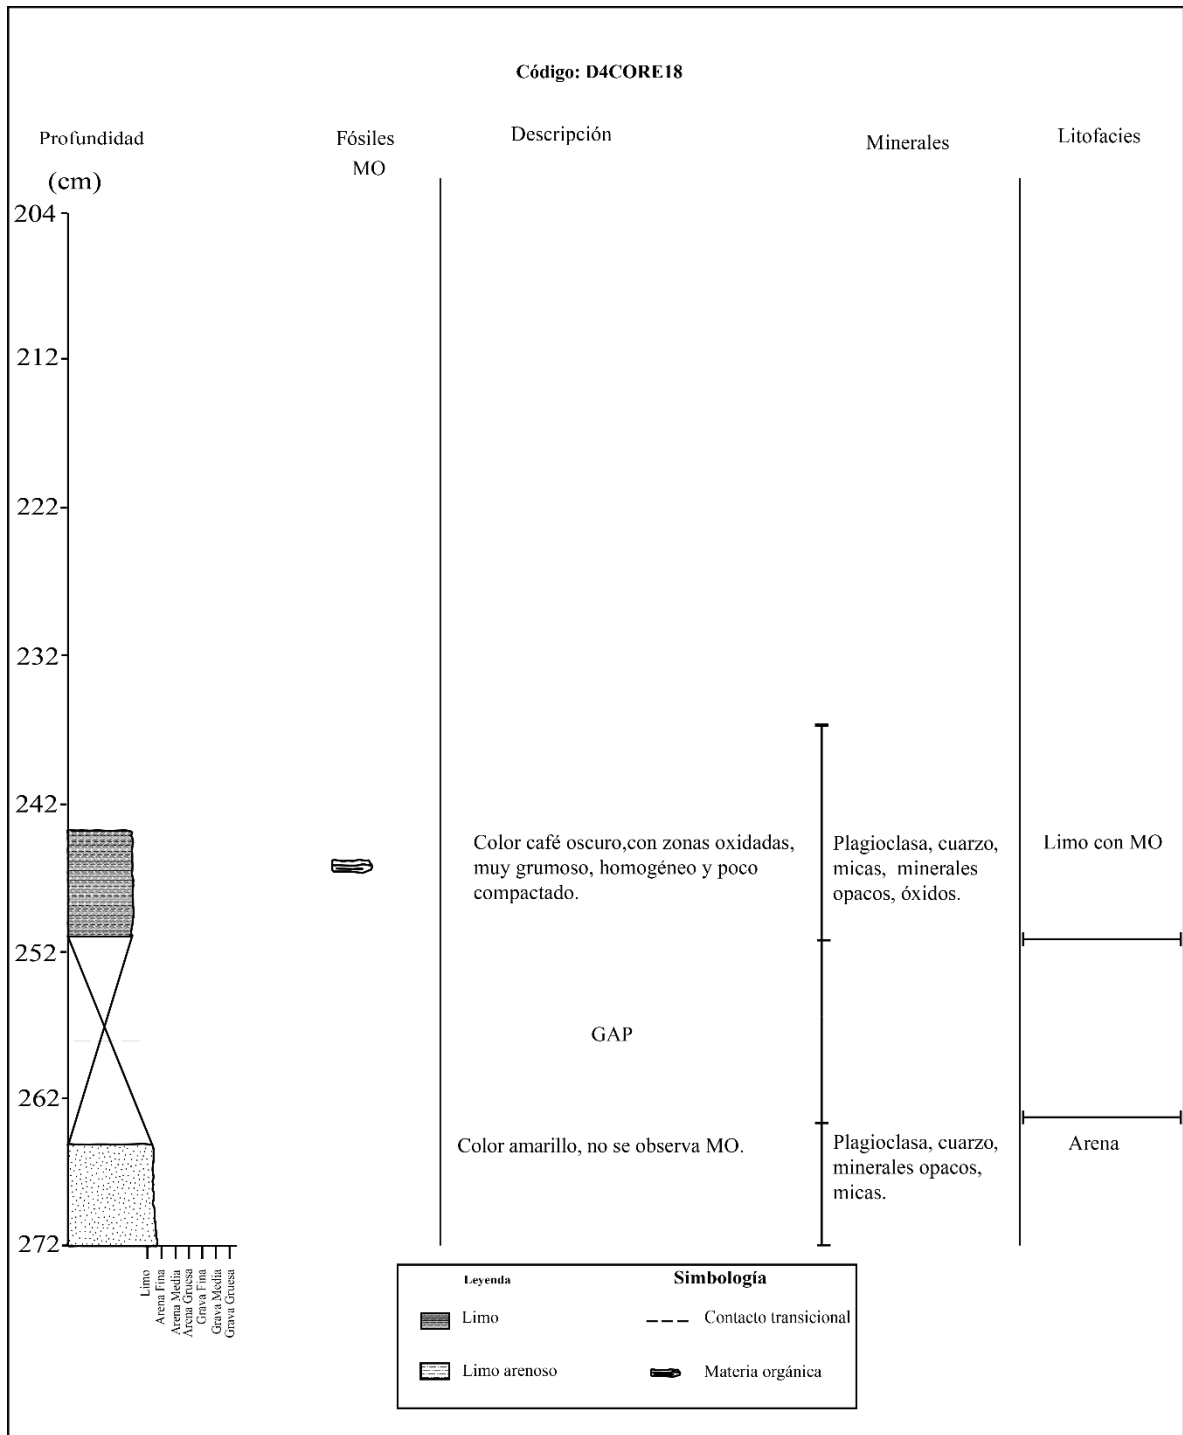 Código: D4CORE18
Profundidad
(cm)
Fósiles
MO
Descripción
Minerales
Litofacies
204
212
222
232
242
Color café oscuro,con zonas oxidadas,
muy grumoso, homogéneo y poco
compactado.
Plagioclasa, cuarzo,
micas, minerales
opacos, óxidos.
Limo con MO
252
GAP
262
Color amarillo, no se observa MO.
Plagioclasa, cuarzo,
minerales opacos,
micas.
Arena
272
Limo
Arena Fina
Arena Media
Arena Gruesa
Grava Fina
Grava Media
Grava Gruesa
Leyenda
Simbología
Limo
Contacto transicional
Limo arenoso
Materia orgánica